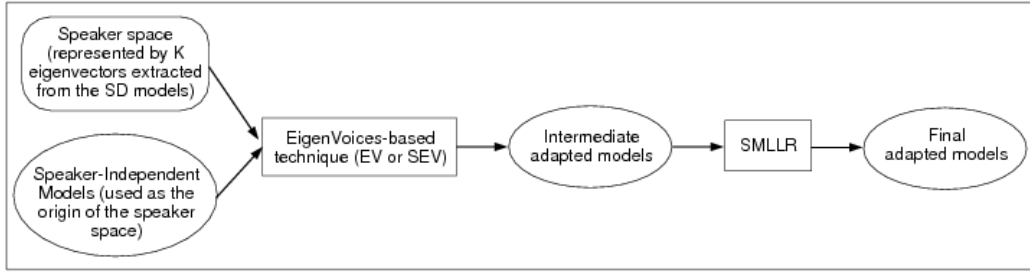 Speaker space
(represented by K
eigenvectors extracted
from the SD models)
Speaker-Independent
Models (used as the
origin of the speaker
space)
EigenVoices-based
technique (EV or SEV)
Intermediate
adapted models
SMLLR
Final
adapted models